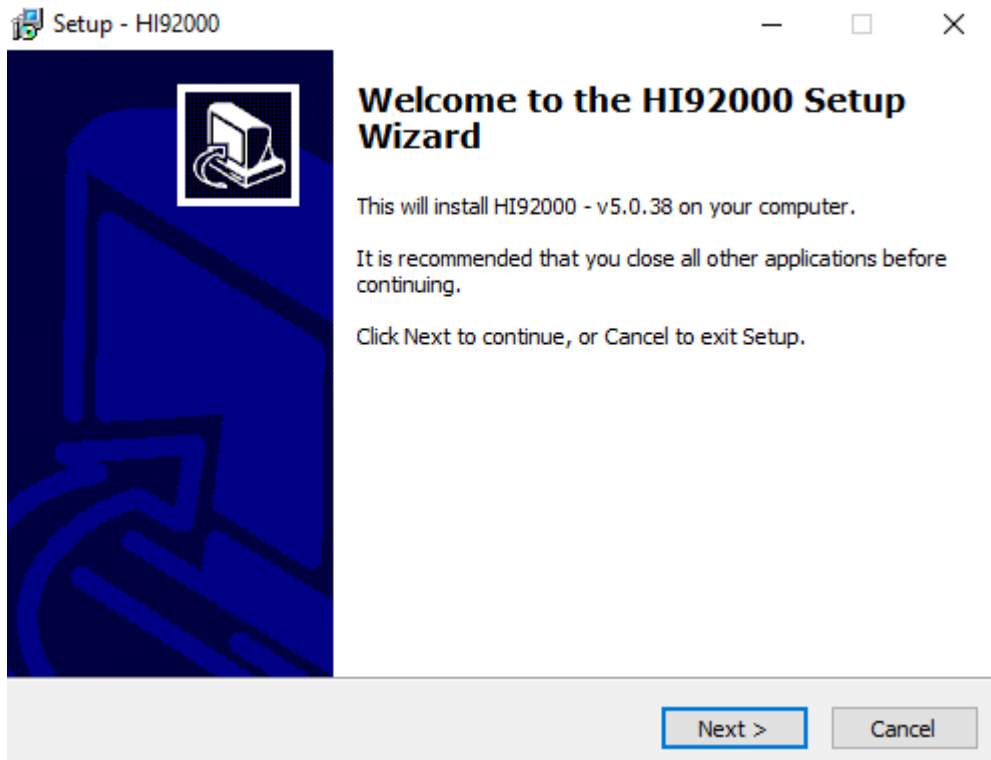 Setup - HI92000
Welcome to the HI92000 Setup
Wizard
This will install HI92000 - v5.0.38 on your computer.
It is recommended that you close all other applications before
continuing.
Click Next to continue, or Cancel to exit Setup.
Next >
Cancel